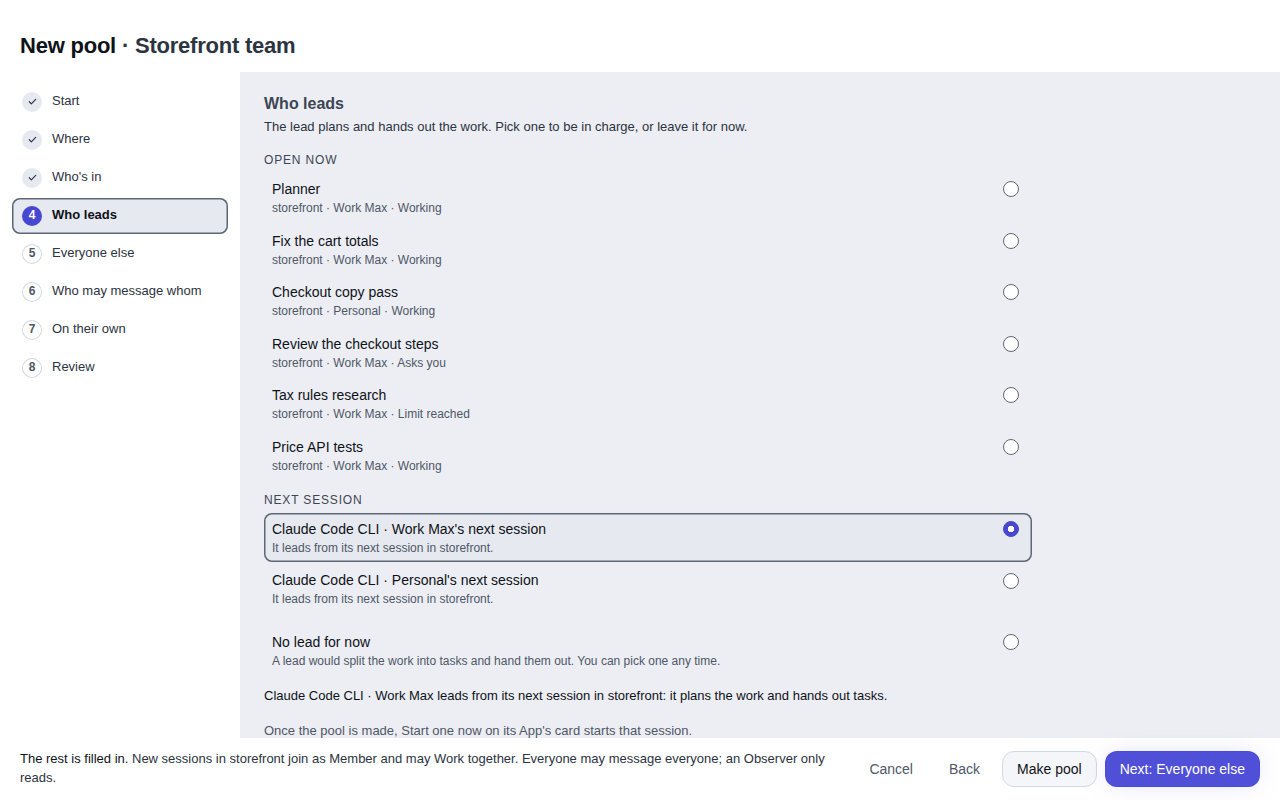 New pool · Storefront team
Start
Where
Who's in
4 Who leads
5 Everyone else
6 Who may message whom
7 On their own
8 Review
Who leads
The lead plans and hands out the work. Pick one to be in charge, or leave it for now.
OPEN NOW
Planner
storefront · Work Max · Working
Fix the cart totals
storefront · Work Max · Working
Checkout copy pass
storefront · Personal · Working
Review the checkout steps
storefront · Work Max · Asks you
Tax rules research
storefront · Work Max · Limit reached
Price API tests
storefront · Work Max · Working
NEXT SESSION
Claude Code CLI · Work Max's next session
It leads from its next session in storefront.
Claude Code CLI · Personal's next session
It leads from its next session in storefront.
No lead for now
A lead would split the work into tasks and hand them out. You can pick one any time.
Claude Code CLI · Work Max leads from its next session in storefront: it plans the work and hands out tasks.
Once the pool is made, Start one now on its App's card starts that session.
The rest is filled in. New sessions in storefront join as Member and may Work together. Everyone may message everyone; an Observer only
reads.
Cancel
Back
Make pool
Next: Everyone else